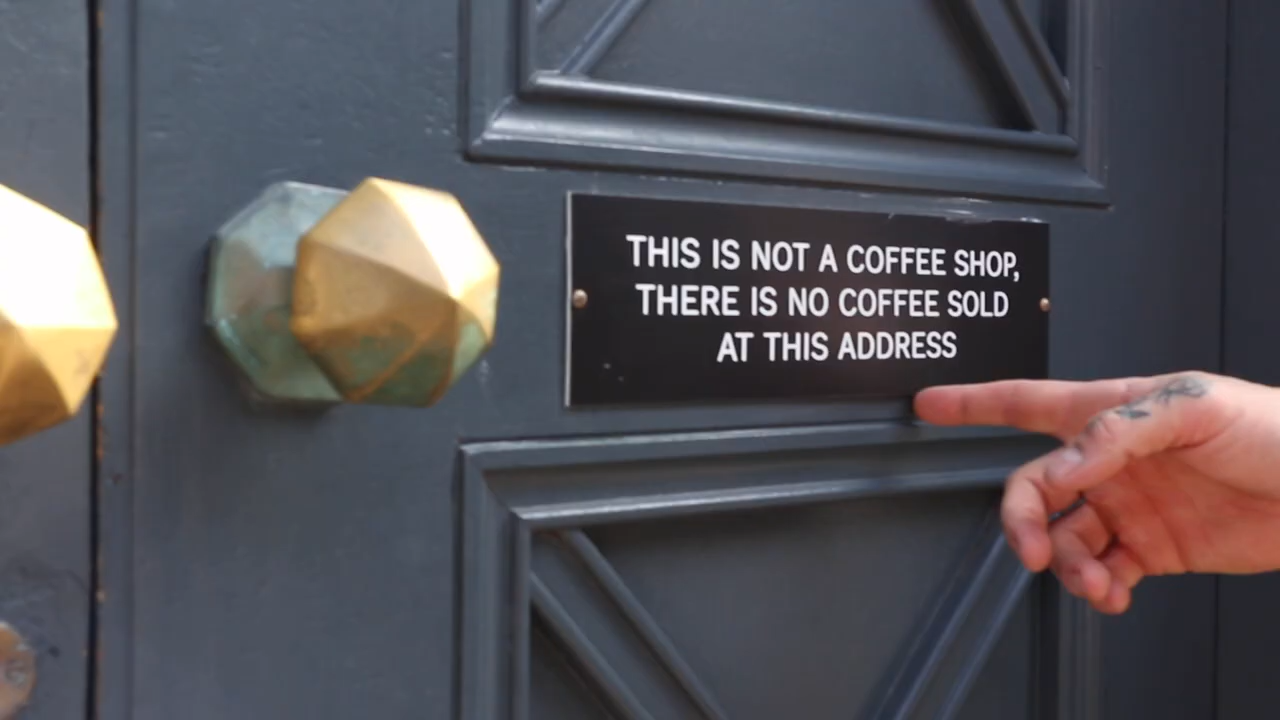 THIS IS NOT A COFFEE SHOP,
THERE IS NO COFFEE SOLD
AT THIS ADDRESS